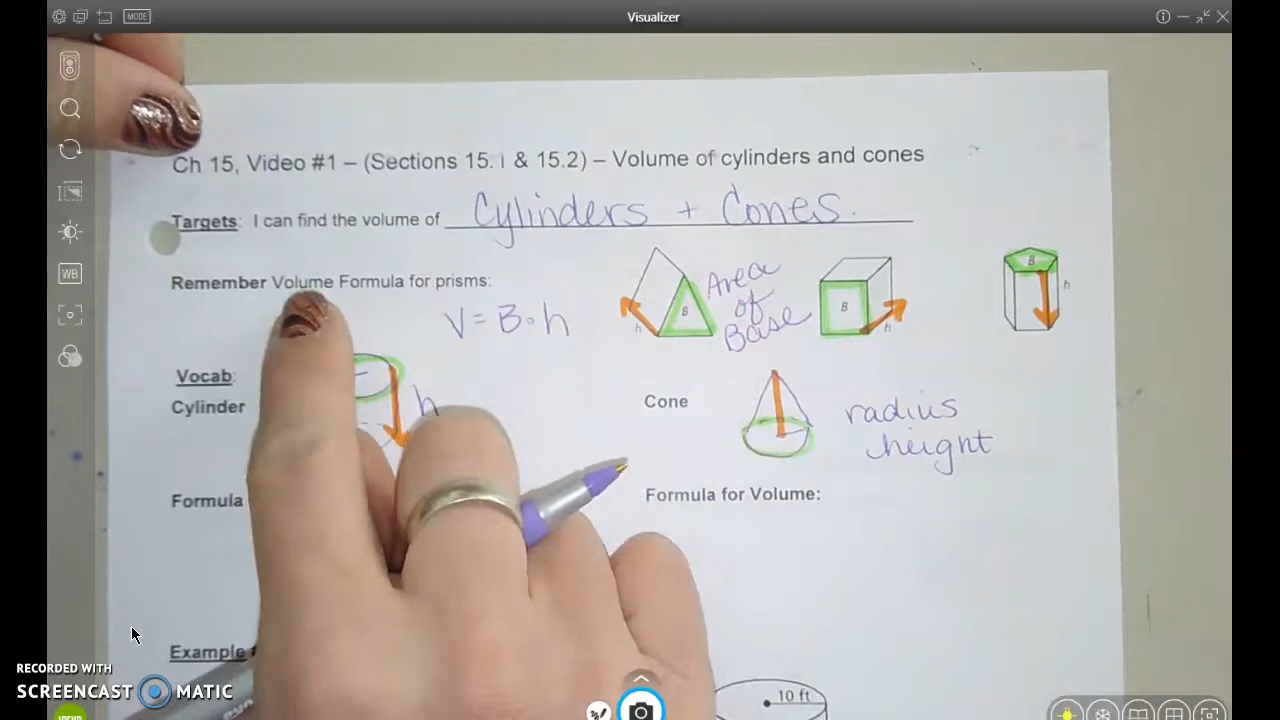 Visualizer
MODE
WB
Ch 15, Video #1 – (Sections 15.1 & 15.2) – Volume of cylinders and cones
Targets: I can find the volume of Cylinders + Cones.
Remember Volume Formula for prisms:
V = B · h
h
B
Area
of
Base
B
h
B
h
Vocab:
Cylinder
h
Cone
radius
height
Formula
Formula for Volume:
Example
10 ft
RECORDED WITH
SCREENCAST MATIC